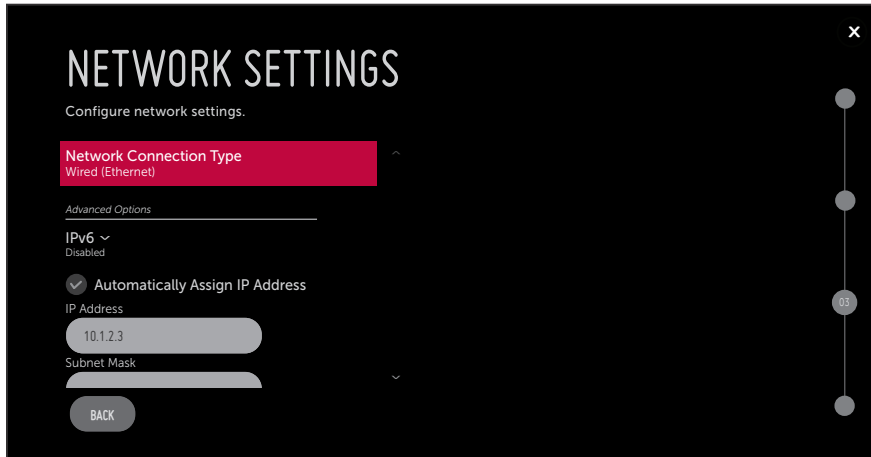 X
NETWORK SETTINGS
Configure network settings.
Network Connection Type
Wired (Ethernet)
Advanced Options
IPv6
Disabled
Automatically Assign IP Address
IP Address
10.1.2.3
03
Subnet Mask
BACK